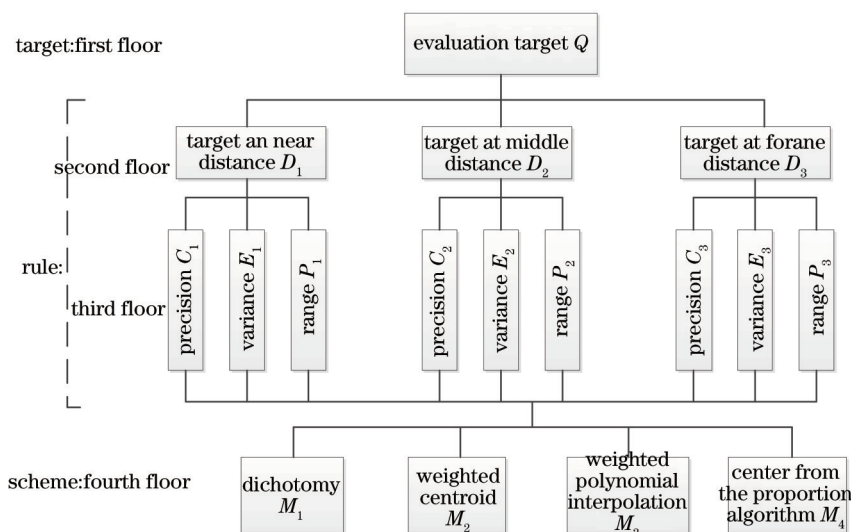 target:first floor
evaluation target Q
second floor
target an near
distance D₁
target at middle
distance D₂
target at forane
distance D₃
rule:
third floor
precision C₁
variance E₁
range P₁
precision C₂
variance E₂
range P₂
precision C₃
variance E₃
range P₃
scheme:fourth floor
dichotomy
M₁
weighted
centroid
M₂
weighted
polynomial
interpolation
M₃
center from
the proportion
algorithm M₄